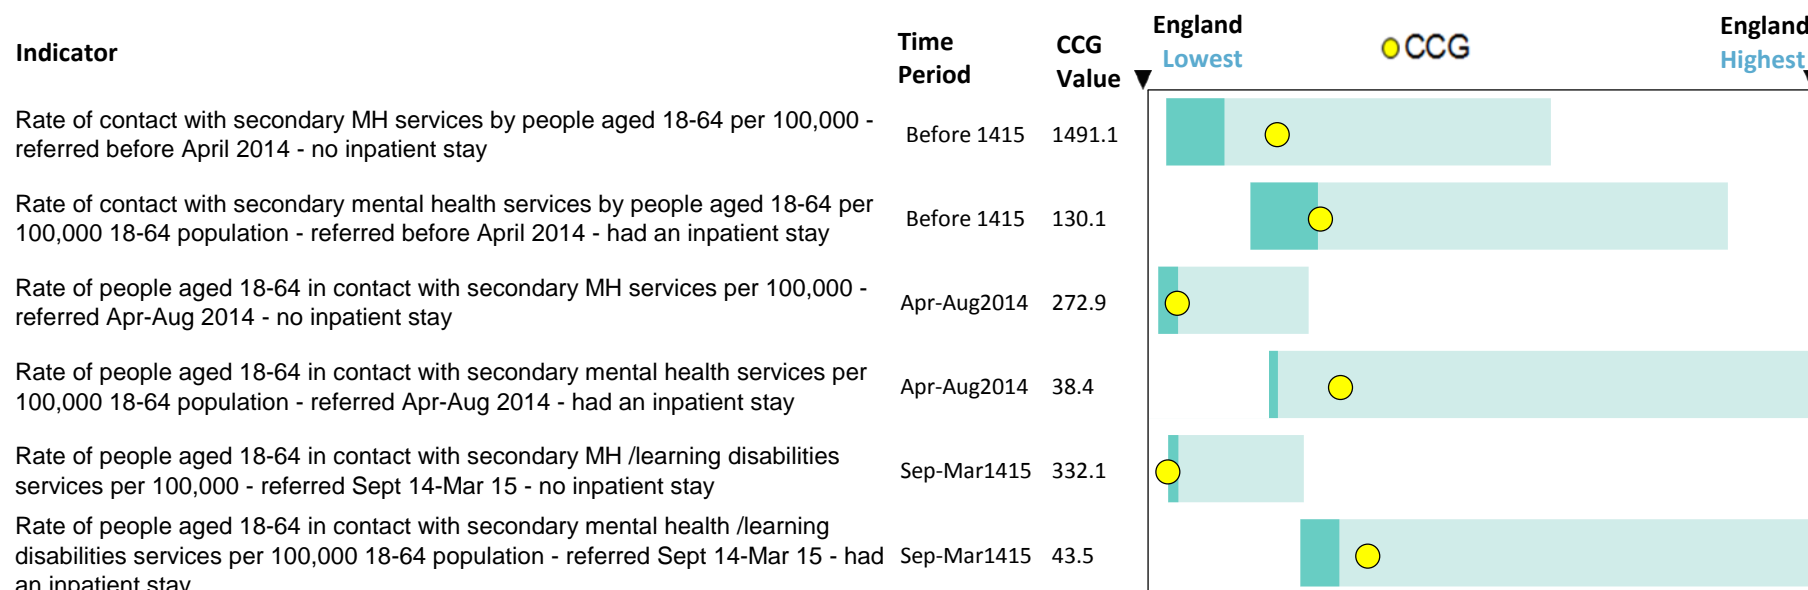 Indicator
Time
Period
CCG
Value
England
Lowest
CCG
England
Highest
Rate of contact with secondary MH services by people aged 18-64 per 100,000 -
referred before April 2014 - no inpatient stay
Before 1415
1491.1
Rate of contact with secondary mental health services by people aged 18-64 per
100,000 18-64 population - referred before April 2014 - had an inpatient stay
Before 1415
130.1
Rate of people aged 18-64 in contact with secondary MH services per 100,000 -
referred Apr-Aug 2014 - no inpatient stay
Apr-Aug2014
272.9
Rate of people aged 18-64 in contact with secondary mental health services per
100,000 18-64 population - referred Apr-Aug 2014 - had an inpatient stay
Apr-Aug2014
38.4
Rate of people aged 18-64 in contact with secondary MH /learning disabilities
services per 100,000 - referred Sept 14-Mar 15 - no inpatient stay
Sep-Mar1415
332.1
Rate of people aged 18-64 in contact with secondary mental health /learning
disabilities services per 100,000 18-64 population - referred Sept 14-Mar 15 - had
an inpatient stay
Sep-Mar1415
43.5